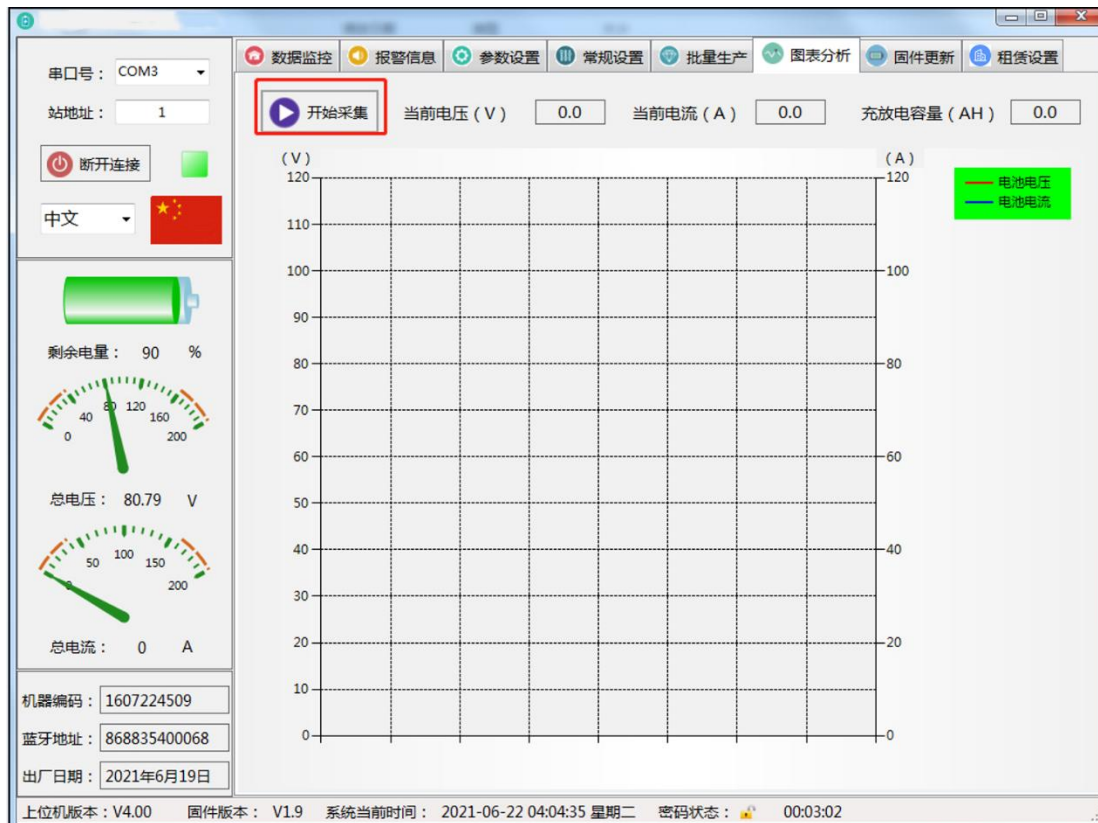 串口号： COM3
站地址： 1
断开连接
中文
剩余电量： 90 %
0 40 80 120 160 200
总电压： 80.79 V
0 50 100 150 200
总电流： 0 A
机器编码： 1607224509
蓝牙地址： 868835400068
出厂日期： 2021年6月19日
数据监控 报警信息 参数设置 常规设置 批量生产 图表分析 固件更新 租赁设置
开始采集 当前电压（V） 0.0 当前电流（A） 0.0 充放电容量（AH） 0.0
（V） （A）
120 120
110
100 100
90
80 80
70
60 60
50
40 40
30
20 20
10
0 0
电池电压
电池电流
上位机版本：V4.00 固件版本： V1.9 系统当前时间： 2021-06-22 04:04:35 星期二 密码状态： 00:03:02